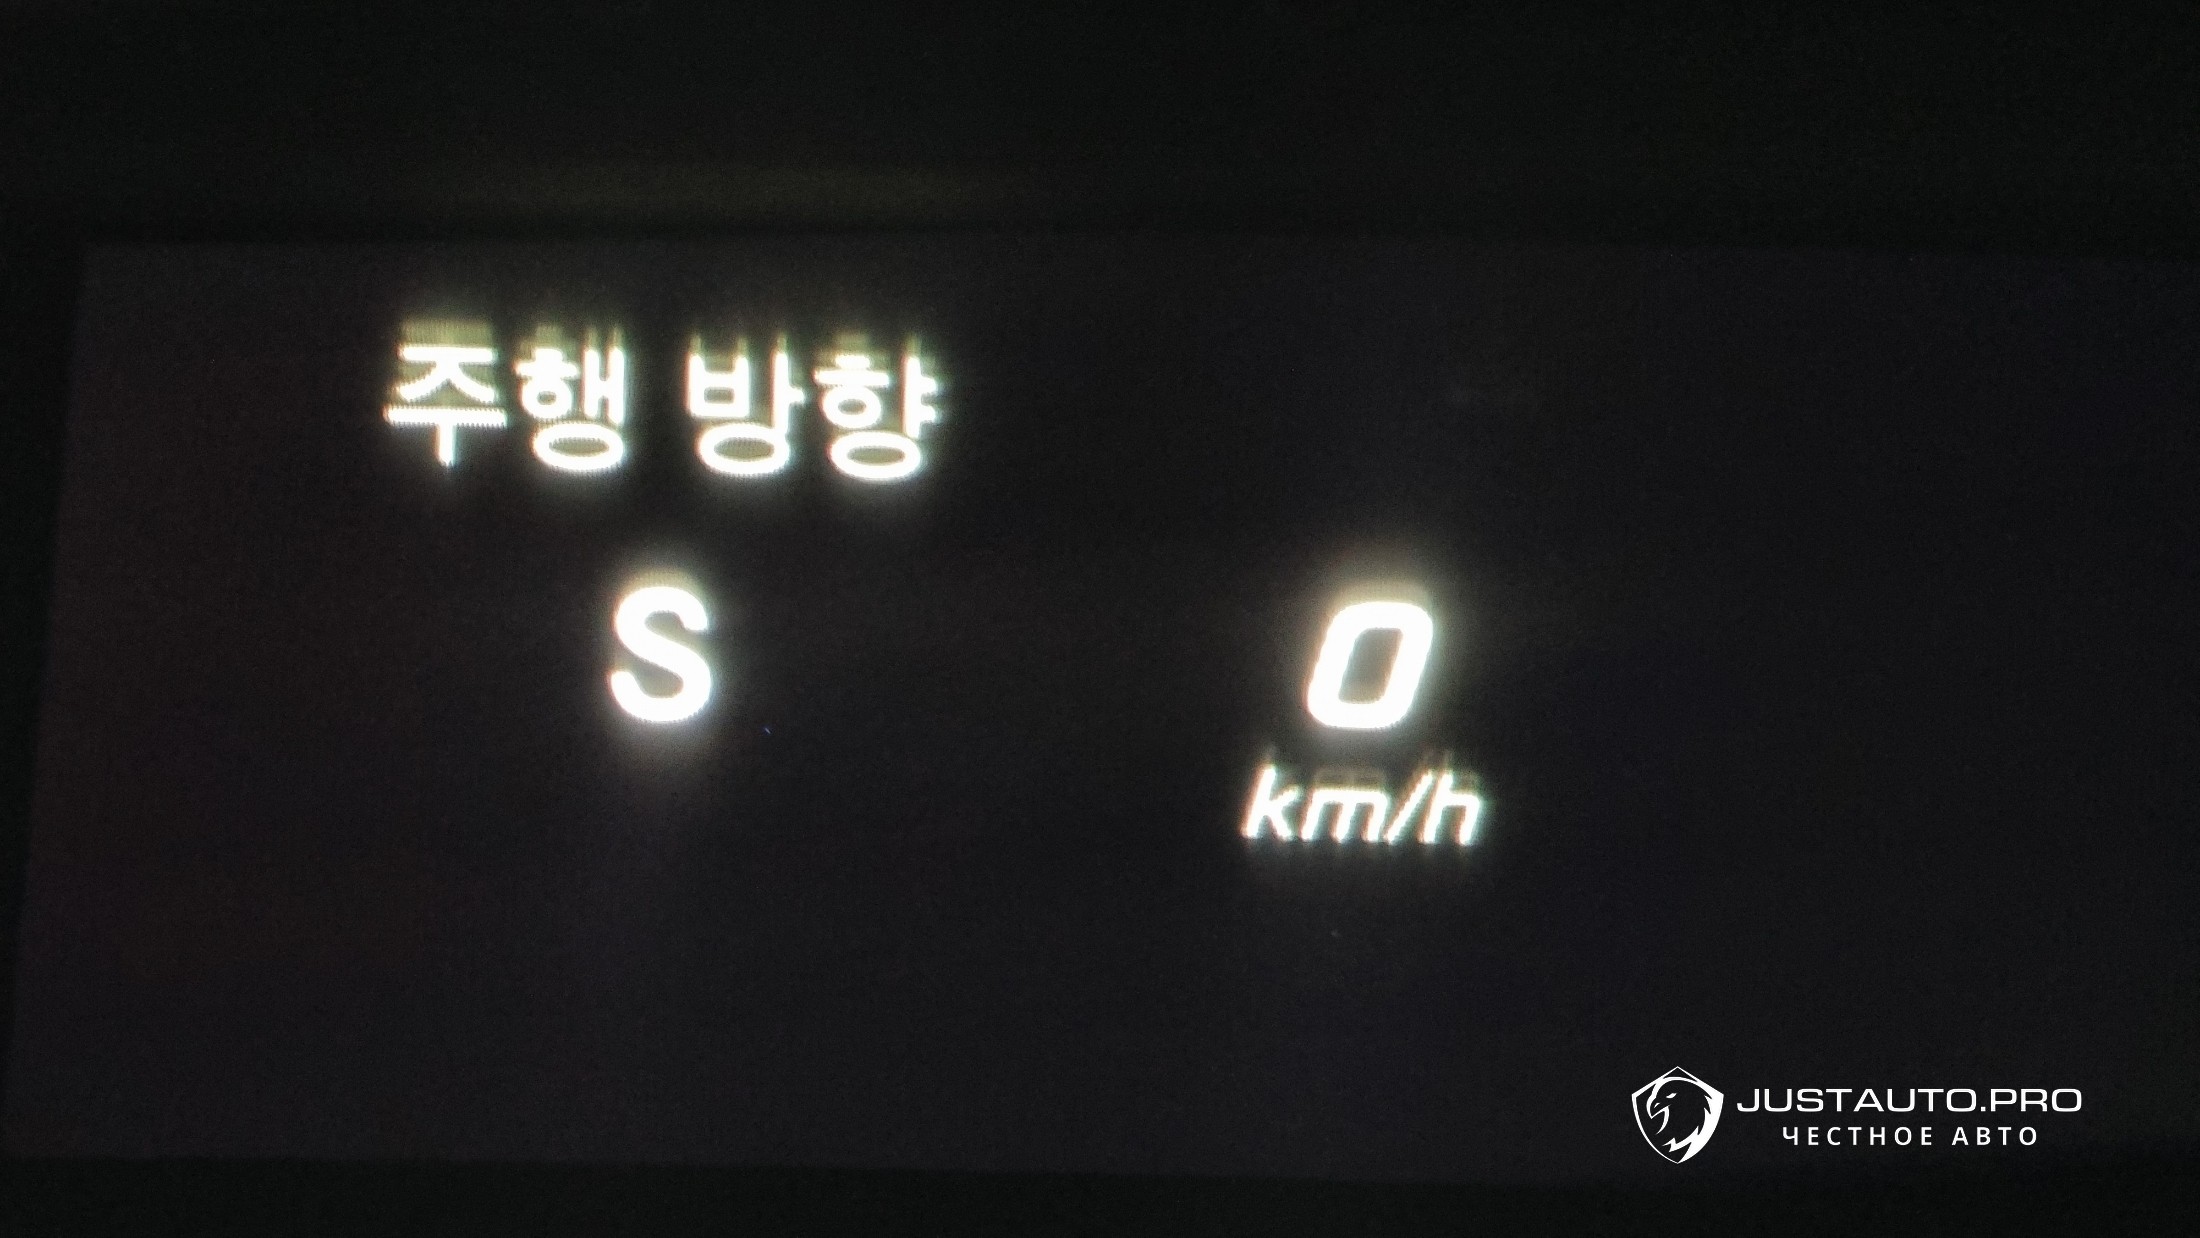 주행 방향
S
0
km/h
JUSTAUTO.PRO
ЧЕСТНОЕ АВТО